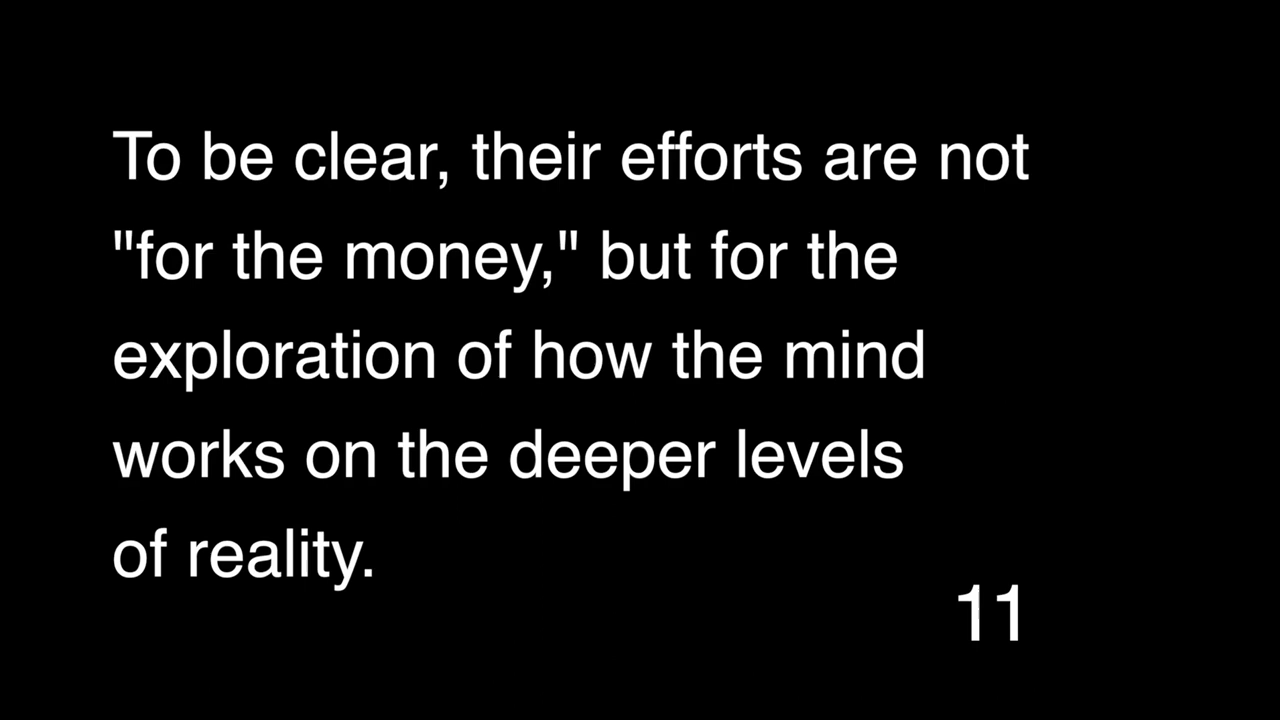 To be clear, their efforts are not
"for the money," but for the
exploration of how the mind
works on the deeper levels
of reality.
11